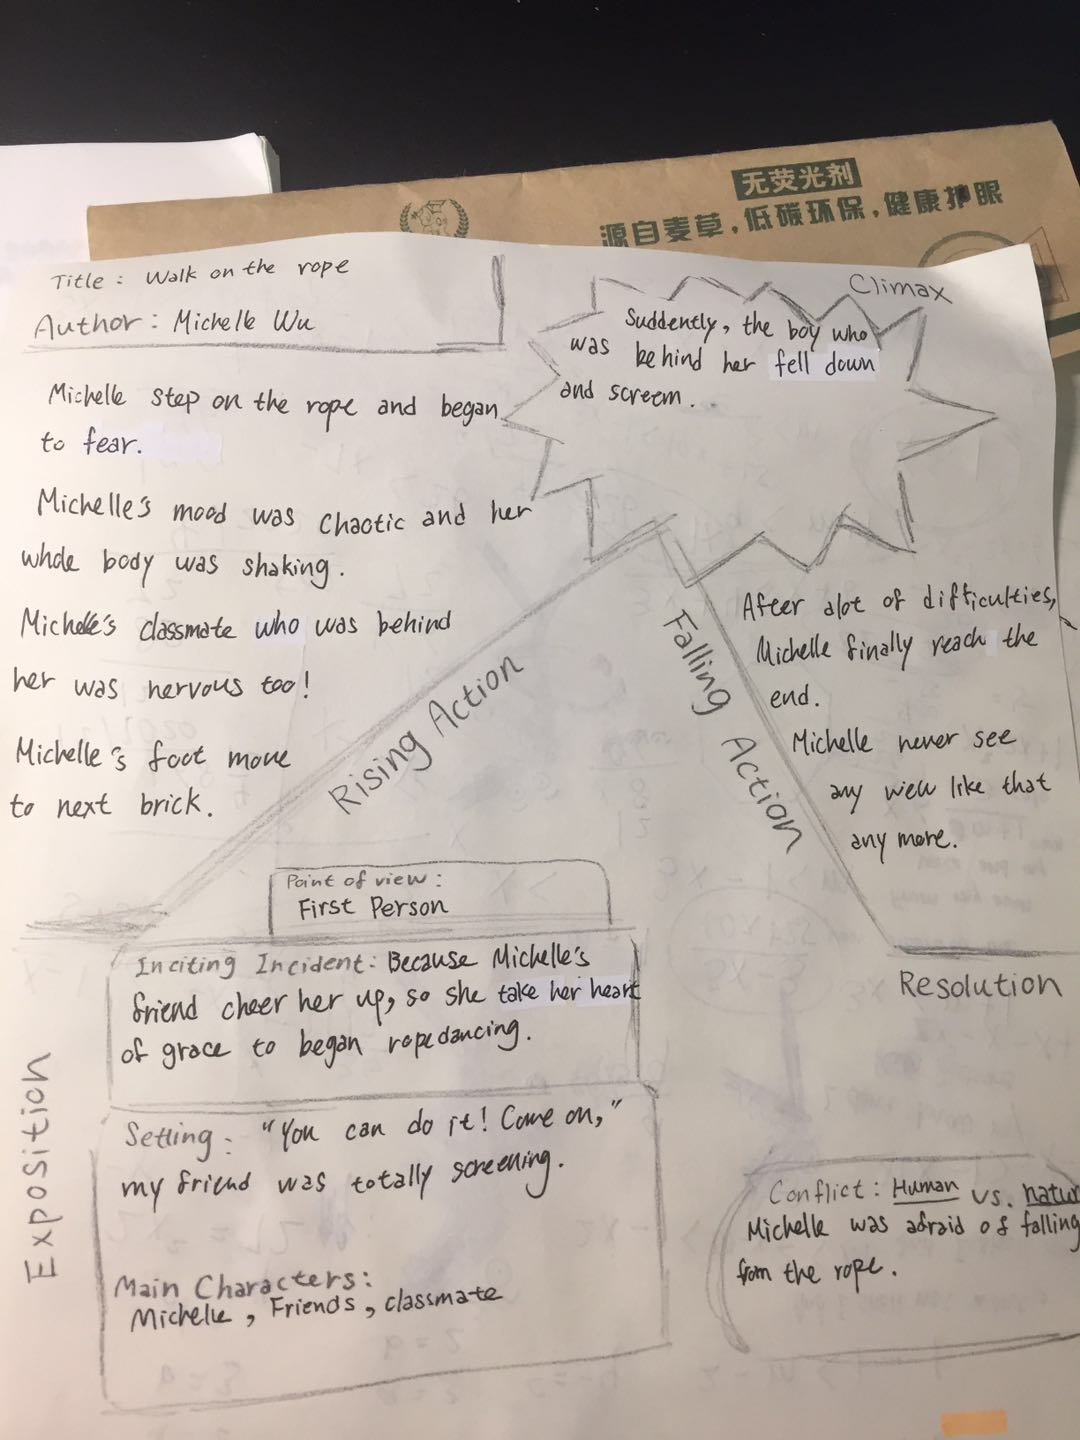 无荧光剂
源自麦草,低碳环保,健康护眼
Title: Walk on the rope
Author: Michelle Wu
Michelle step on the rope and began
to fear.
Michelle's mood was chaotic and her
whole body was shaking.
Michelle's classmate who was behind
her was nervous too!
Michelle's foot move
to next brick.
Rising Action
Climax
Suddenly, the boy who
was behind her fell down
and screem...
Falling Action
After alot of difficulties,
Michelle finally reach the
end.
Michelle never see
any well like that
any more.
Resolution
Point of view:
First Person
Exposition
Inciting Incident: Because Michelle's
friend cheer her up, so she take her heart
of grace to began ropedancing.
Setting: "You can do it! Come on,"
my friend was totally screening.
Main Characters:
Michelle, Friends, classmate
Conflict: Human vs. natur
Michelle was afraid of falling
from the rope.